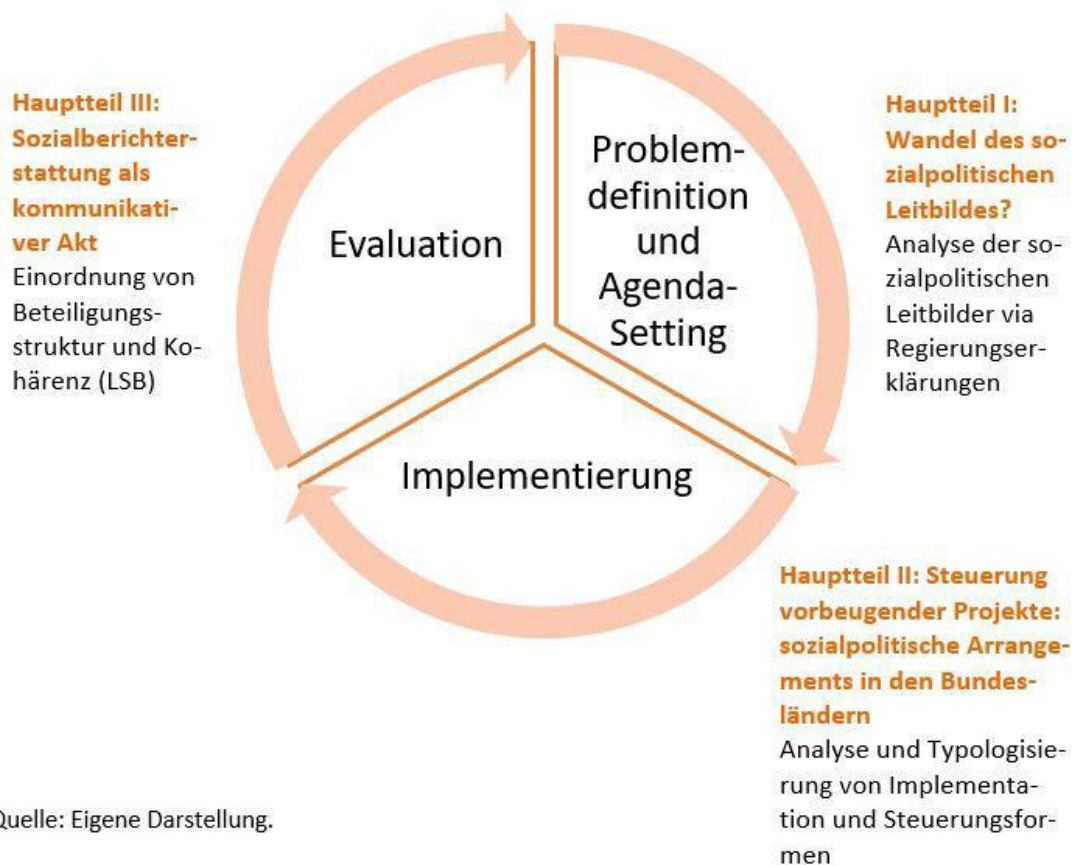 Hauptteil III:
Sozialberichter-
stattung als
kommunikati-
ver Akt
Einordnung von
Beteiligungs-
struktur und Ko-
härenz (LSB)
Evaluation
Problem-
definition
und
Agenda-
Setting
Hauptteil I:
Wandel des so-
zialpolitischen
Leitbildes?
Analyse der so-
zialpolitischen
Leitbilder via
Regierungser-
klärungen
Implementierung
Hauptteil II: Steuerung
vorbeugender Projekte:
sozialpolitische Arrange-
ments in den Bundes-
ländern
Analyse und Typologisie-
rung von Implementa-
tion und Steuerungsfor-
men
Quelle: Eigene Darstellung.